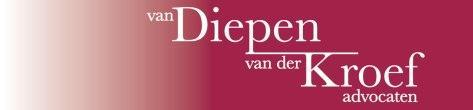 van Diepen
van der Kroef
advocaten